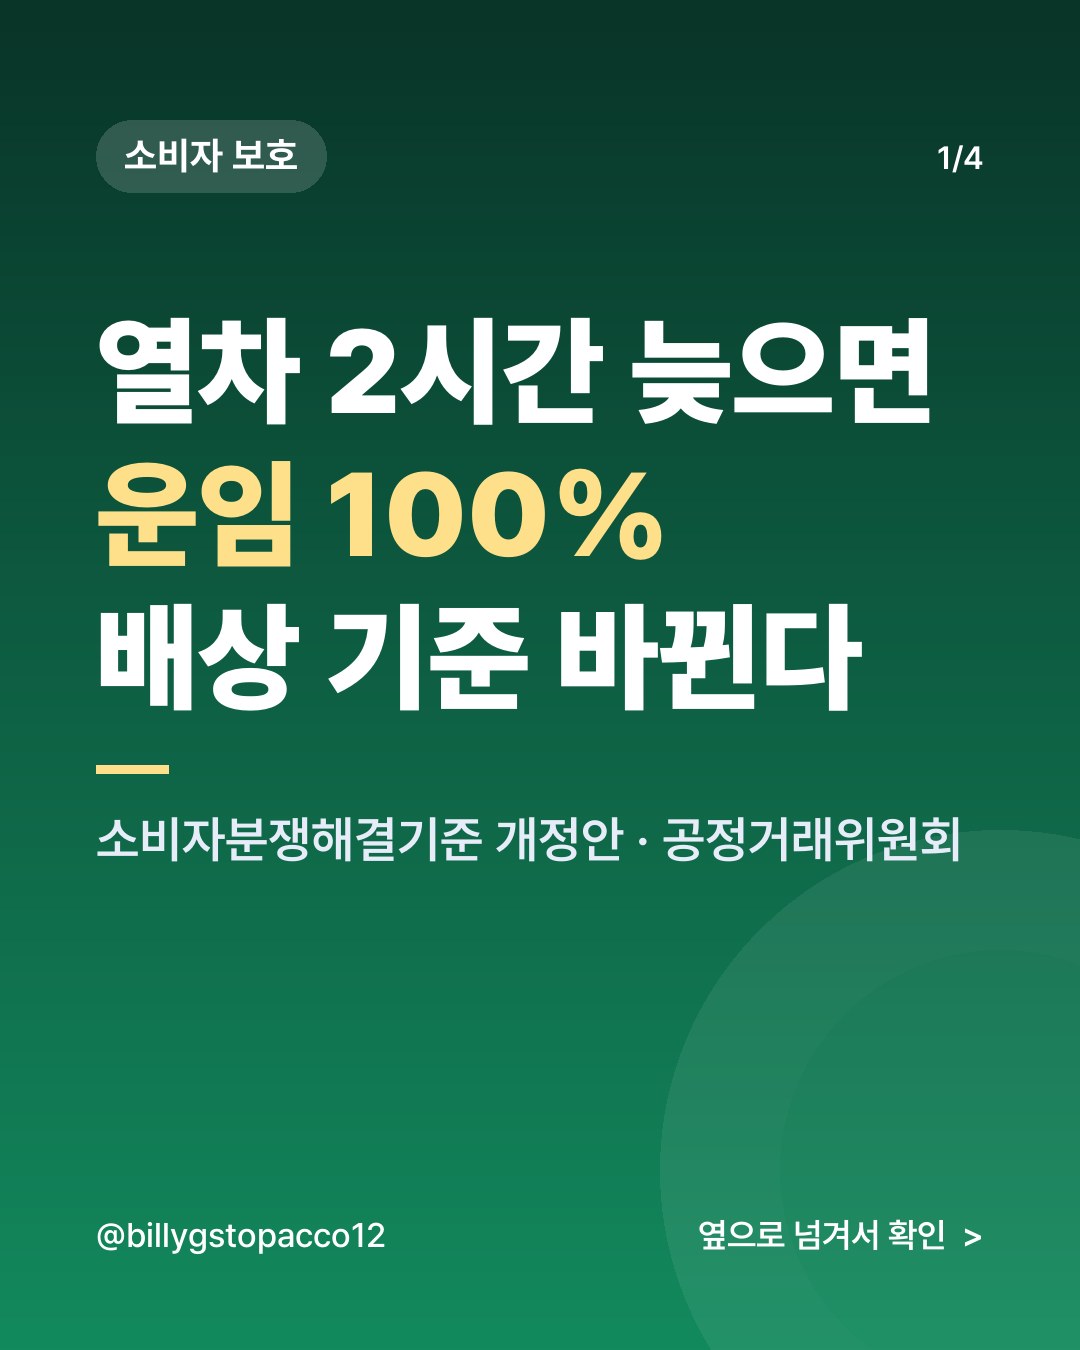 소비자 보호
1/4
열차 2시간 늦으면
운임 100%
배상 기준 바뀐다
소비자분쟁해결기준 개정안 · 공정거래위원회
@billygstopacco12
옆으로 넘겨서 확인 >